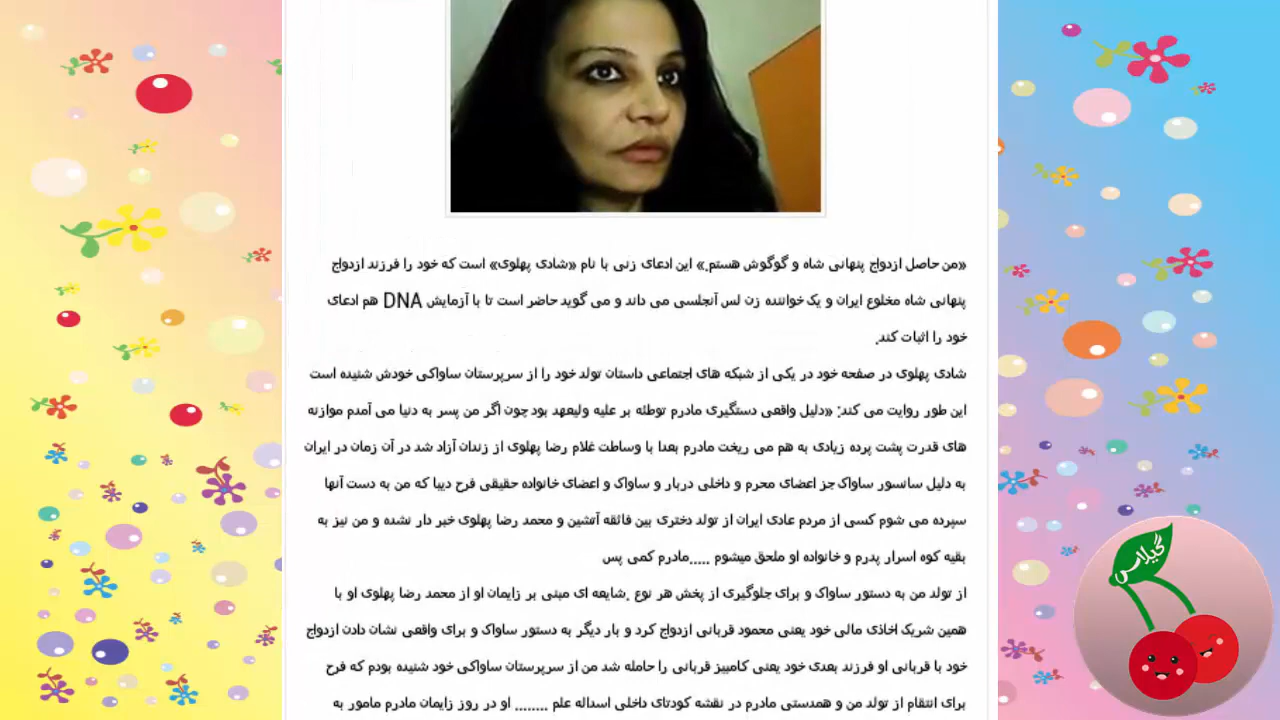 «من حاصل ازدواج پنهانی شاه و گوگوش هستم.» این ادعای زنی با نام «شادی پهلوی» است که خود را فرزند ازدواج
پنهانی شاه مخلوع ایران و یک خواننده زن لس آنجلسی می داند و می گوید حاضر است تا با آزمایش DNA هم ادعای
خود را اثبات کند.
شادی پهلوی در صفحه خود در یکی از شبکه های اجتماعی داستان تولد خود را از سرپرستان ساواکی خودش شنیده است
این طور روایت می کند: «دلیل واقعی دستگیری مادرم توطئه بر علیه ولیعهد بود چون اگر من پسر به دنیا می آمدم موازنه
های قدرت پشت پرده زیادی به هم می ریخت مادرم بعدا با وساطت غلام رضا پهلوی از زندان آزاد شد در آن زمان در ایران
به دلیل سانسور ساواک جز اعضای محرم و داخلی دربار و ساواک و اعضای خانواده حقیقی فرح دیبا که من به دست آنها
سپرده می شوم کسی از مردم عادی ایران از تولد دختری بین فائقه آتشین و محمد رضا پهلوی خبر دار نشده و من نیز به
بقیه کوه اسرار پدرم و خانواده او ملحق میشوم .....مادرم کمی پس
از تولد من به دستور ساواک و برای جلوگیری از پخش هر نوع .شایعه ای مبنی بر زایمان او از محمد رضا پهلوی او با
همین شریک اخاذی مالی خود یعنی محمود قربانی ازدواج کرد و بار دیگر به دستور ساواک و برای واقعی نشان دادن ازدواج
خود با قربانی او فرزند بعدی خود یعنی کامبیز قربانی را حامله شد من از سرپرستان ساواکی خود شنیده بودم که فرح
برای انتقام از تولد من و همدستی مادرم در نقشه کودتای داخلی اسداله علم ........ او در روز زایمان مادرم مامور به
گیلاس